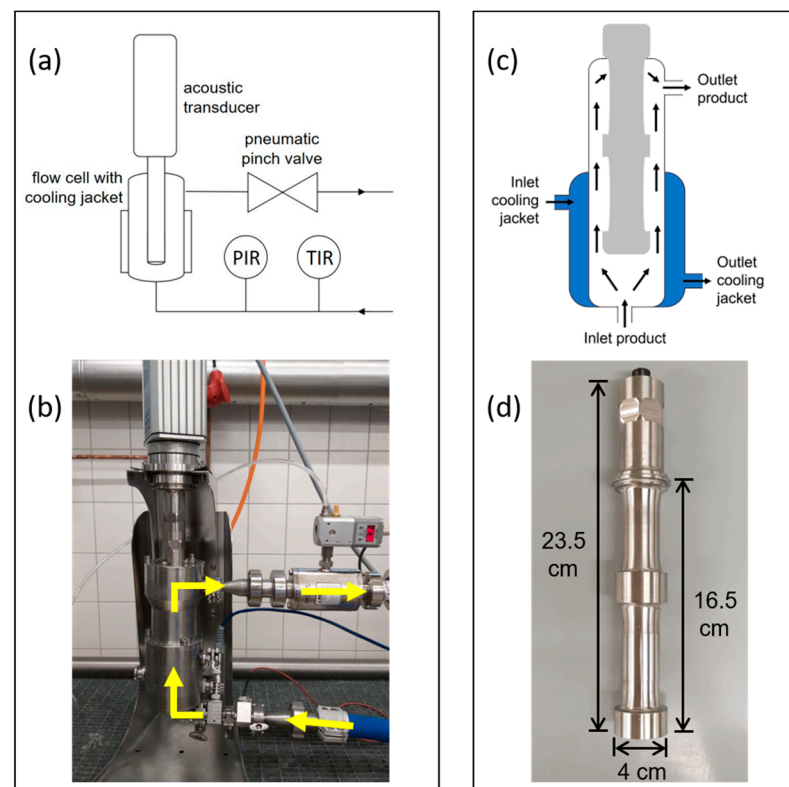 (a)
acoustic
transducer
pneumatic
pinch valve
flow cell with
cooling jacket
PIR
TIR
(b)
(c)
Outlet
product
Inlet
cooling
jacket
Outlet
cooling
jacket
Inlet product
(d)
23.5
cm
16.5
cm
4 cm